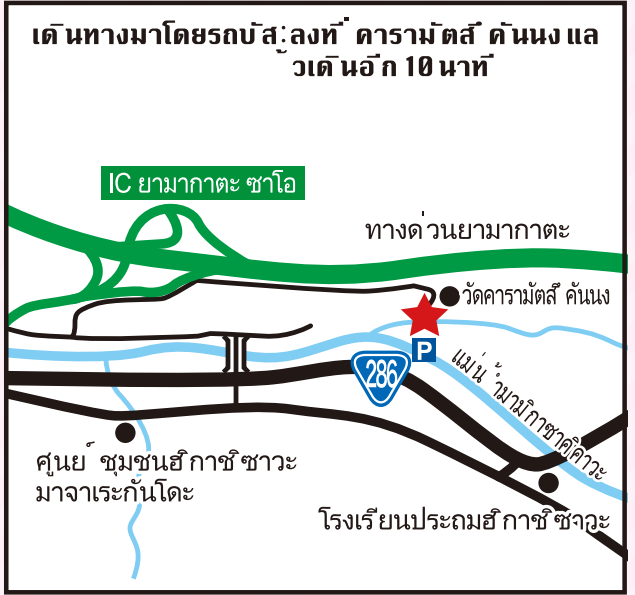 เดินทางมาโดยรถบัส:ลงที่ คารามัตสึ คันนง แล
้วเดินอีก 10 นาที
IC ยามากาตะ ซาโอ
ทางด่วนยามากาตะ
วัดคารามัตสึ คันนง
P
286
แม่น้ำมามิกาซาคิคาวะ
ศูนย์ ชุมชนฮิกาชิซาวะ
มาจาเระกันโดะ
โรงเรียนประถมฮิกาชิซาวะ